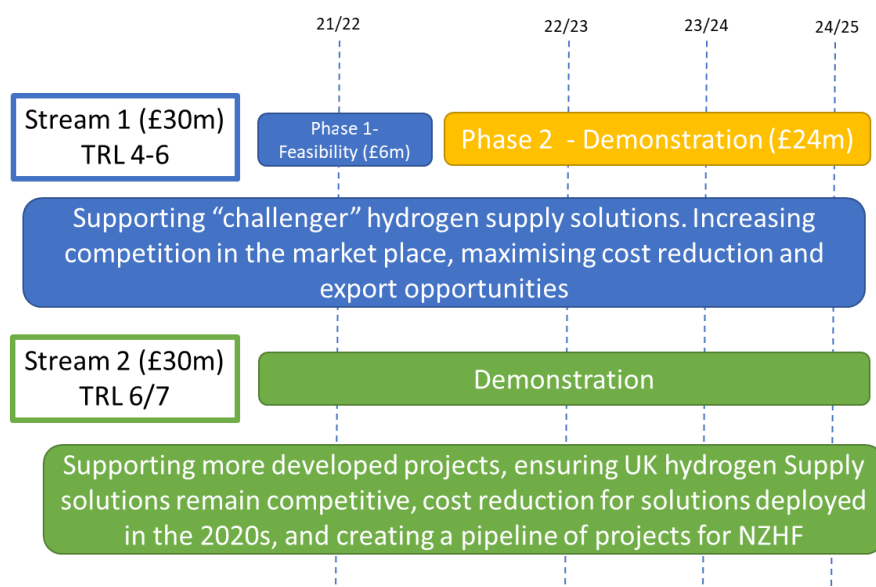 21/22
22/23
23/24
24/25
Stream 1 (£30m)
TRL 4-6
Phase 1-
Feasibility (£6m)
Phase 2 - Demonstration (£24m)
Supporting “challenger” hydrogen supply solutions. Increasing
competition in the market place, maximising cost reduction and
export opportunities
Stream 2 (£30m)
TRL 6/7
Demonstration
Supporting more developed projects, ensuring UK hydrogen Supply
solutions remain competitive, cost reduction for solutions deployed
in the 2020s, and creating a pipeline of projects for NZHF